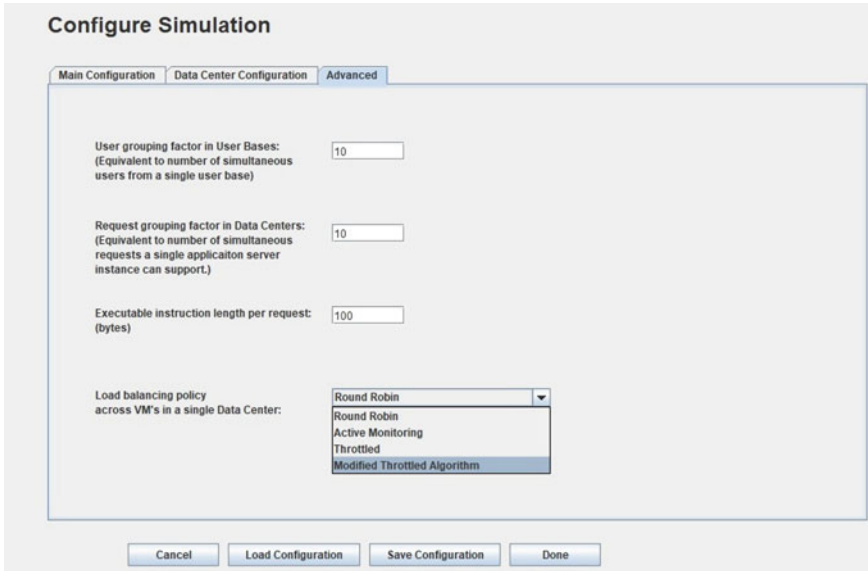 Configure Simulation
Main Configuration Data Center Configuration Advanced
User grouping factor in User Bases:
(Equivalent to number of simultaneous
users from a single user base)
10
Request grouping factor in Data Centers:
(Equivalent to number of simultaneous
requests a single applicaiton server
instance can support.)
10
Executable instruction length per request:
(bytes)
100
Load balancing policy
across VM's in a single Data Center:
Round Robin
Round Robin
Active Monitoring
Throttled
Modified Throttled Algorithm
Cancel Load Configuration Save Configuration Done